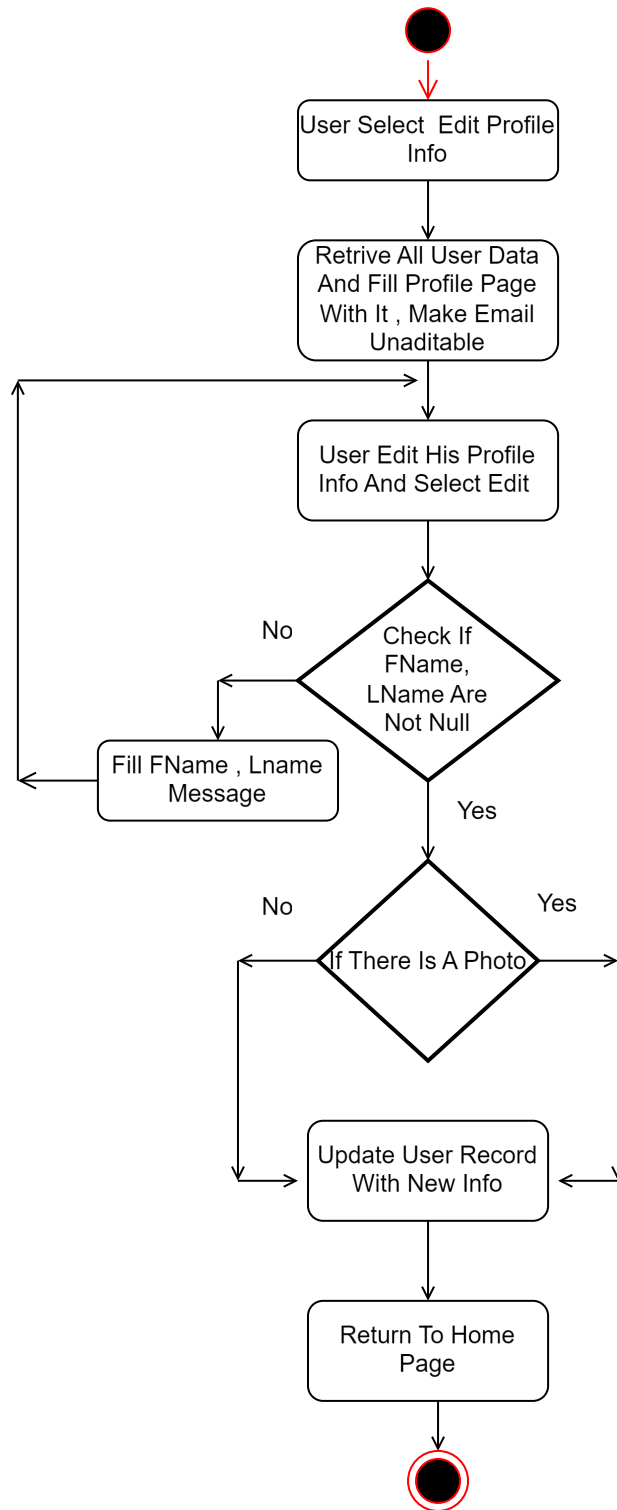 User Select  Edit Profile
Info
Retrive All User Data
And Fill Profile Page
With It , Make Email
Unaditable
User Edit His Profile
Info And Select Edit
No
Check If
FName,
LName Are
Not Null
Fill FName , Lname
Message
Yes
No
Yes
If There Is A Photo
Update User Record
With New Info
Return To Home
Page